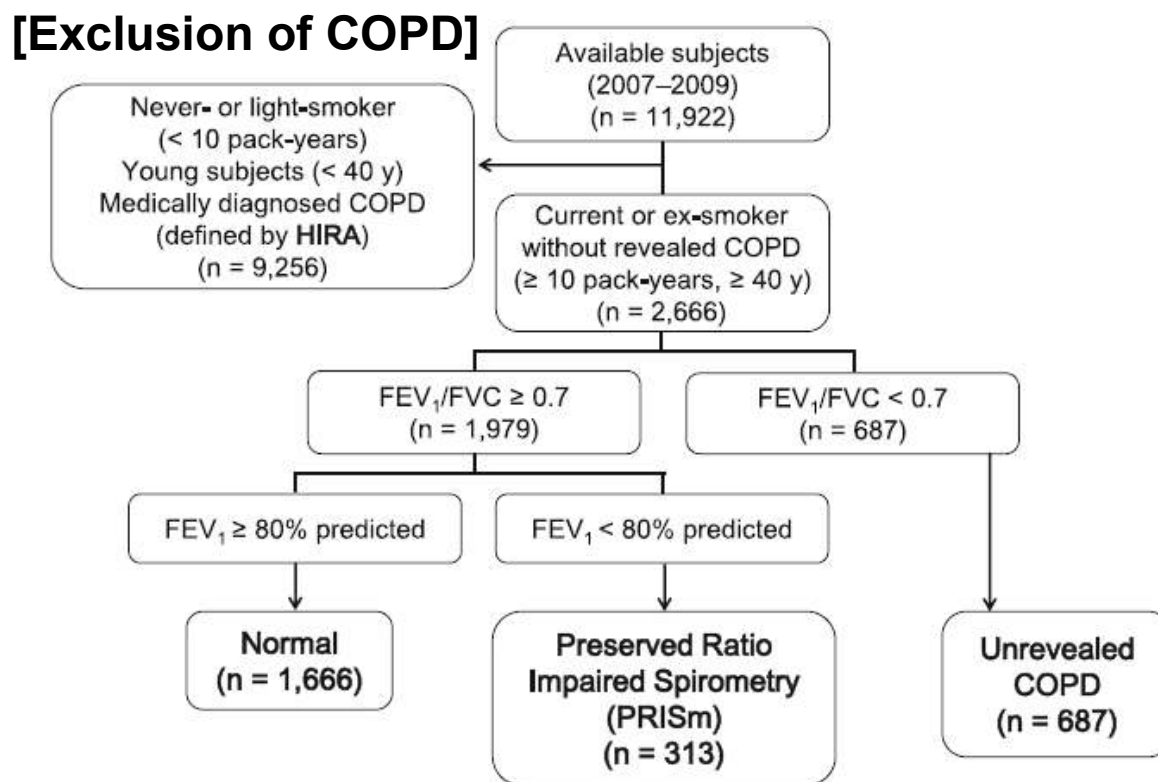 [Exclusion of COPD]
Available subjects
(2007–2009)
(n = 11,922)
Never- or light-smoker
(< 10 pack-years)
Young subjects (< 40 y)
Medically diagnosed COPD
(defined by HIRA)
(n = 9,256)
Current or ex-smoker
without revealed COPD
(≥ 10 pack-years, ≥ 40 y)
(n = 2,666)
FEV₁/FVC ≥ 0.7
(n = 1,979)
FEV₁/FVC < 0.7
(n = 687)
FEV₁ ≥ 80% predicted
FEV₁ < 80% predicted
Normal
(n = 1,666)
Preserved Ratio
Impaired Spirometry
(PRISm)
(n = 313)
Unrevealed
COPD
(n = 687)